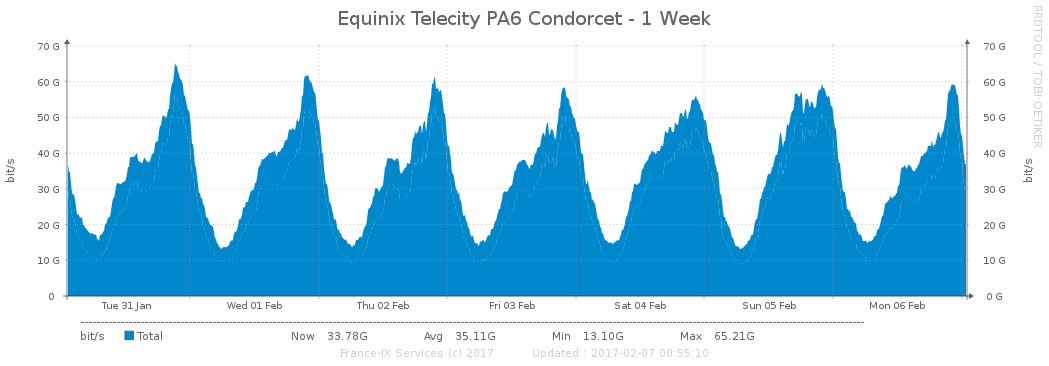 Equinix Telecity PA6 Condorcet - 1 Week
RRDTOOL / TOBI OETIKER
70 G 70 G
60 G 60 G
50 G 50 G
40 G 40 G
30 G 30 G
20 G 20 G
10 G 10 G
0 0 G
bit/s bit/s
Tue 31 Jan Wed 01 Feb Thu 02 Feb Fri 03 Feb Sat 04 Feb Sun 05 Feb Mon 06 Feb
bit/s Total Now 33.78G Avg 35.11G Min 13.10G Max 65.21G
France-IX Services (c) 2017 Updated : 2017-02-07 00:55:10